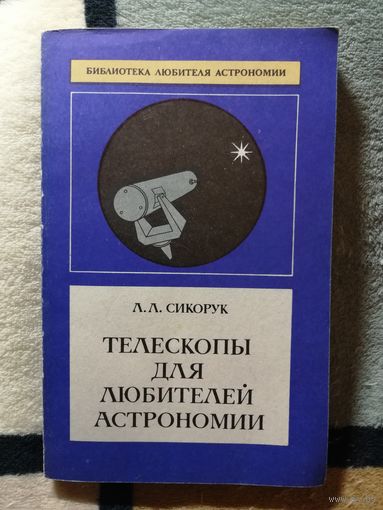 БИБЛИОТЕКА ЛЮБИТЕЛЯ АСТРОНОМИИ
Л. Л. СИКОРУК
ТЕЛЕСКОПЫ
ДЛЯ
ЛЮБИТЕЛЕЙ
АСТРОНОМИИ